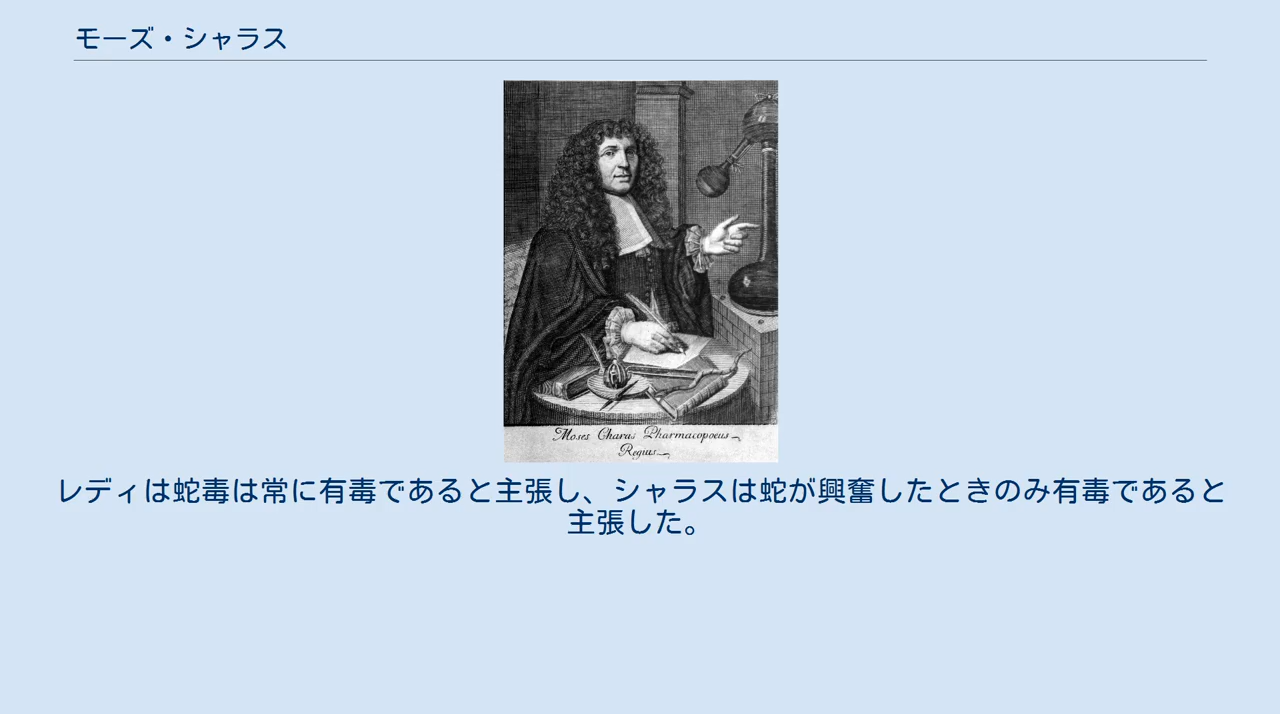 モーズ・シャラス
Moses Charas Pharmacopoeus
Regius
レディは蛇毒は常に有毒であると主張し、シャラスは蛇が興奮したときのみ有毒であると
主張した。